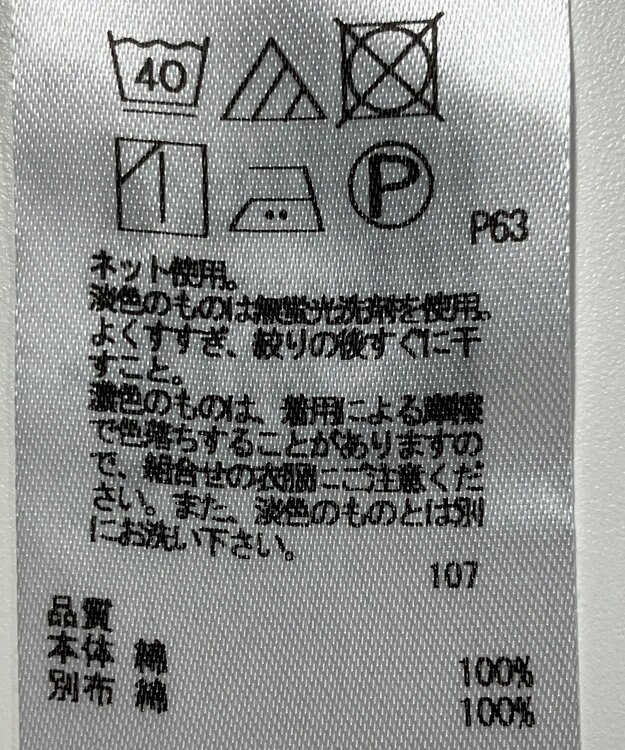 40
P
P63
ネット使用。
淡色のものは無蛍光洗剤を使用。
よくすすぎ、絞りの後すぐに干
すこと。
濃色のものは、着用による摩擦
で色落ちすることがありますの
で、組合せの衣服にご注意くだ
さい。また、淡色のものとは別
にお洗い下さい。
107
品質
本体 綿 100%
別布 綿 100%